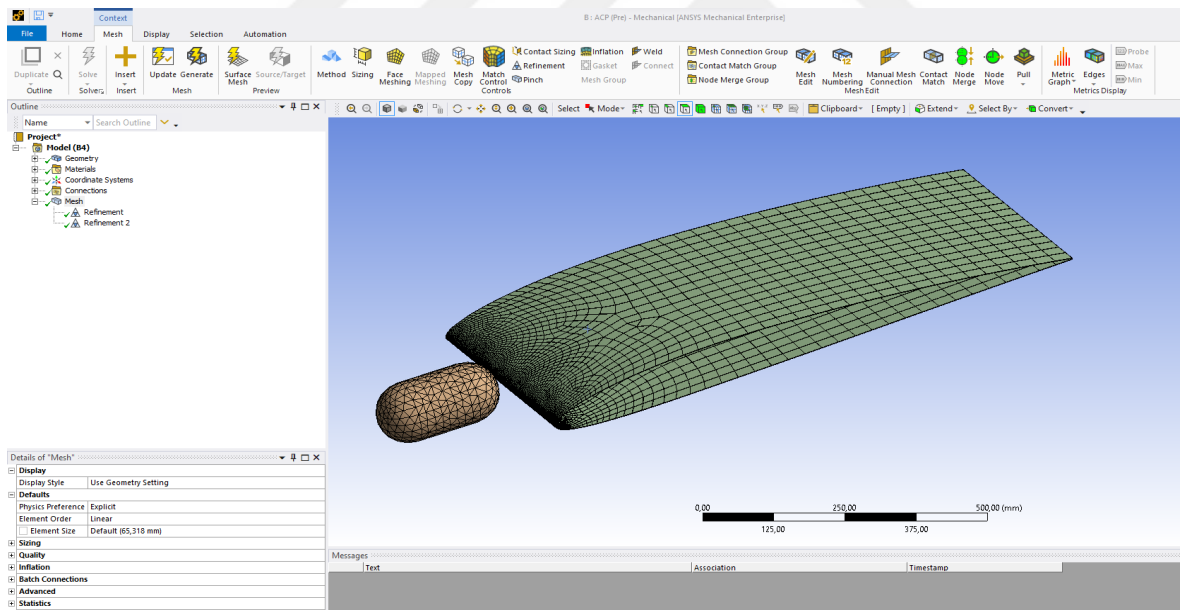 Context
B : ACP (Pre) - Mechanical [ANSYS Mechanical Enterprise]
File Home Mesh Display Selection Automation
Duplicate Solve Insert Update Generate Surface Mesh Source/Target Method Sizing Face Meshing Mapped Meshing Mesh Copy Match Control Contact Sizing Inflation Weld Mesh Connection Group Mesh Edit Mesh Numbering Manual Mesh Connection Contact Match Node Merge Node Move Pull Metric Graph Edges Probe
Refinement Gasket Connect Contact Match Group Max
Pinch Mesh Group Node Merge Group Min
Outline Solver Insert Mesh Preview Controls Mesh Edit Metrics Display
Outline
Name Search Outline
Select Mode Clipboard [ Empty ] Extend Select By Convert
Project*
Model (B4)
Geometry
Materials
Coordinate Systems
Connections
Mesh
Refinement
Refinement 2
Details of "Mesh"
Display
Display Style Use Geometry Setting
Defaults
Physics Preference Explicit
Element Order Linear
Element Size Default (65,318 mm)
Sizing
Quality
Inflation
Batch Connections
Advanced
Statistics
0,00 250,00 500,00 (mm)
125,00 375,00
Messages
Text Association Timestamp